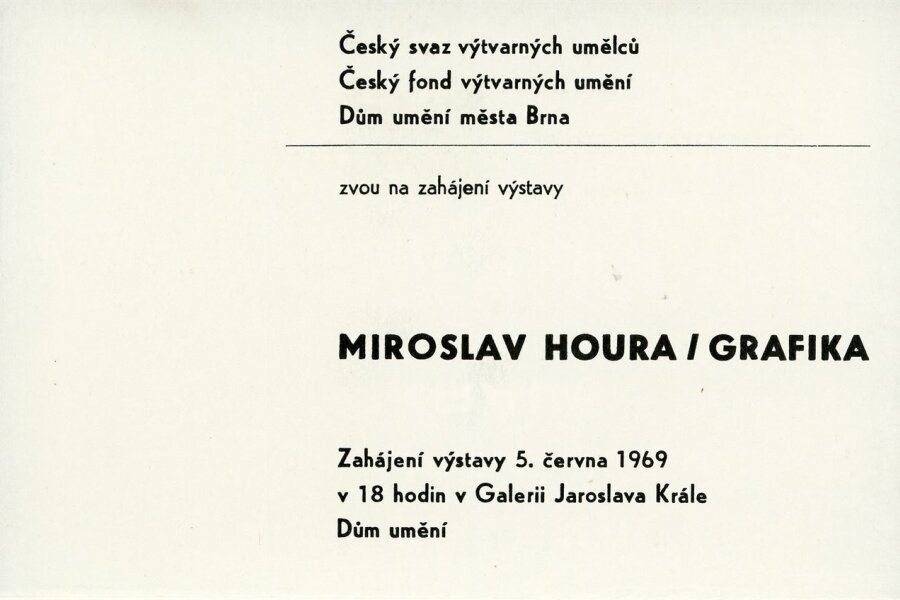 Český svaz výtvarných umělců
Český fond výtvarných umění
Dům umění města Brna
zvou na zahájení výstavy
MIROSLAV HOURA / GRAFIKA
Zahájení výstavy 5. června 1969
v 18 hodin v Galerii Jaroslava Krále
Dům umění